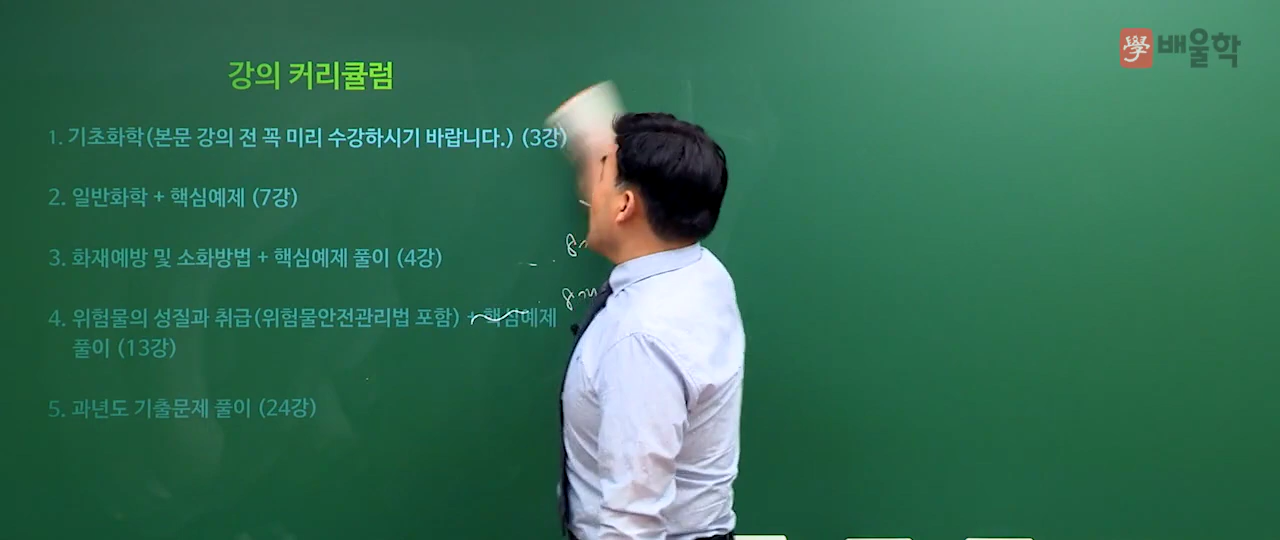 學 배울학
강의 커리큘럼
1. 기초화학(본문 강의 전 꼭 미리 수강하시기 바랍니다.) (3강)
2. 일반화학 + 핵심예제 (7강)
3. 화재예방 및 소화방법 + 핵심예제 풀이 (4강)
4. 위험물의 성질과 취급(위험물안전관리법 포함) + 핵심예제
풀이 (13강)
5. 과년도 기출문제 풀이 (24강)